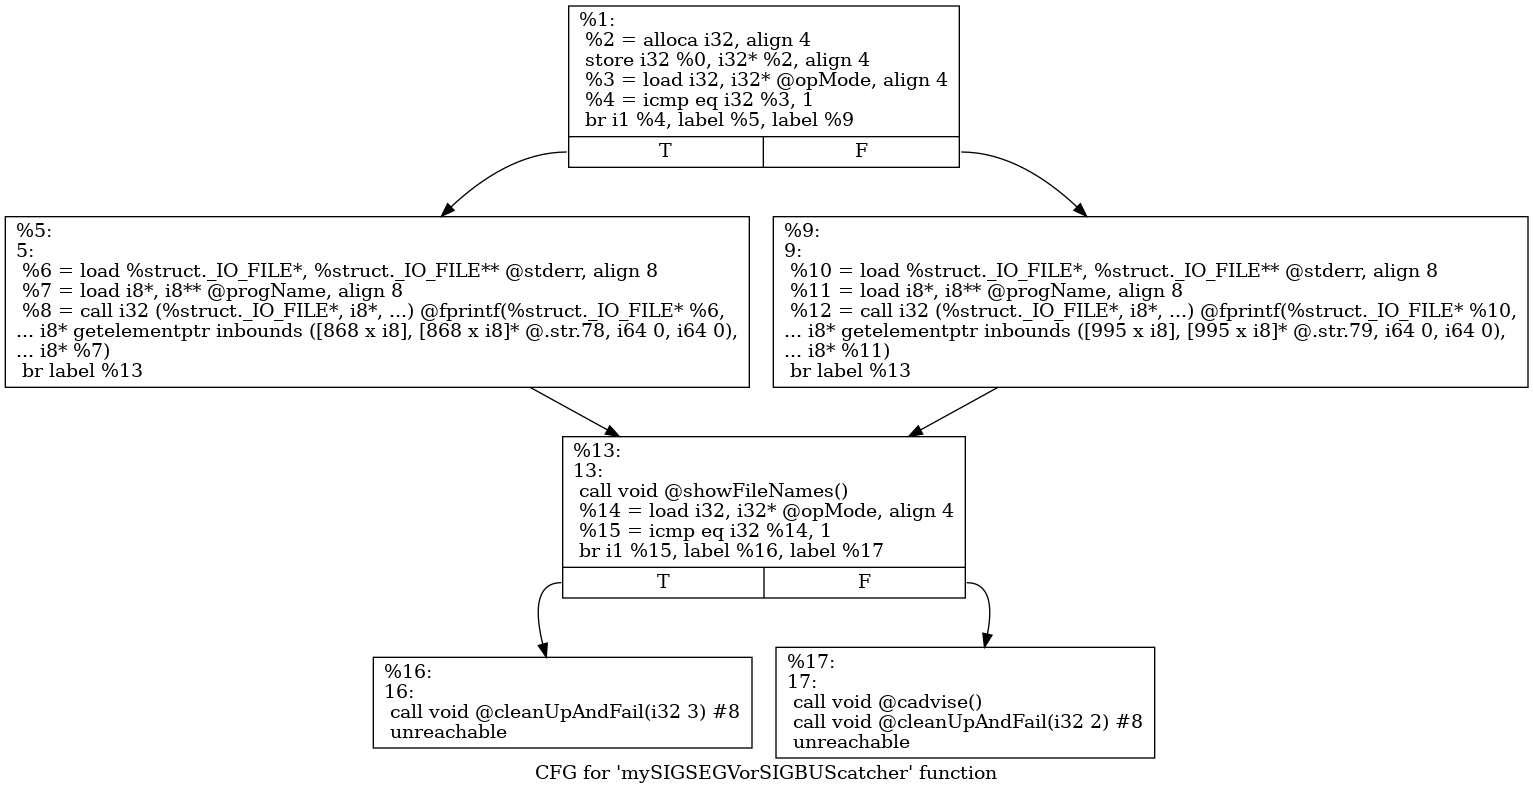 %1:
%2 = alloca i32, align 4
store i32 %0, i32* %2, align 4
%3 = load i32, i32* @opMode, align 4
%4 = icmp eq i32 %3, 1
br i1 %4, label %5, label %9
T F
%5:
5:
%6 = load %struct._IO_FILE*, %struct._IO_FILE** @stderr, align 8
%7 = load i8*, i8** @progName, align 8
%8 = call i32 (%struct._IO_FILE*, i8*, ...) @fprintf(%struct._IO_FILE* %6,
... i8* getelementptr inbounds ([868 x i8], [868 x i8]* @.str.78, i64 0, i64 0),
... i8* %7)
br label %13
%9:
9:
%10 = load %struct._IO_FILE*, %struct._IO_FILE** @stderr, align 8
%11 = load i8*, i8** @progName, align 8
%12 = call i32 (%struct._IO_FILE*, i8*, ...) @fprintf(%struct._IO_FILE* %10,
... i8* getelementptr inbounds ([995 x i8], [995 x i8]* @.str.79, i64 0, i64 0),
... i8* %11)
br label %13
%13:
13:
call void @showFileNames()
%14 = load i32, i32* @opMode, align 4
%15 = icmp eq i32 %14, 1
br i1 %15, label %16, label %17
T F
%16:
16:
call void @cleanUpAndFail(i32 3) #8
unreachable
%17:
17:
call void @cadvise()
call void @cleanUpAndFail(i32 2) #8
unreachable
CFG for 'mySIGSEGVorSIGBUScatcher' function